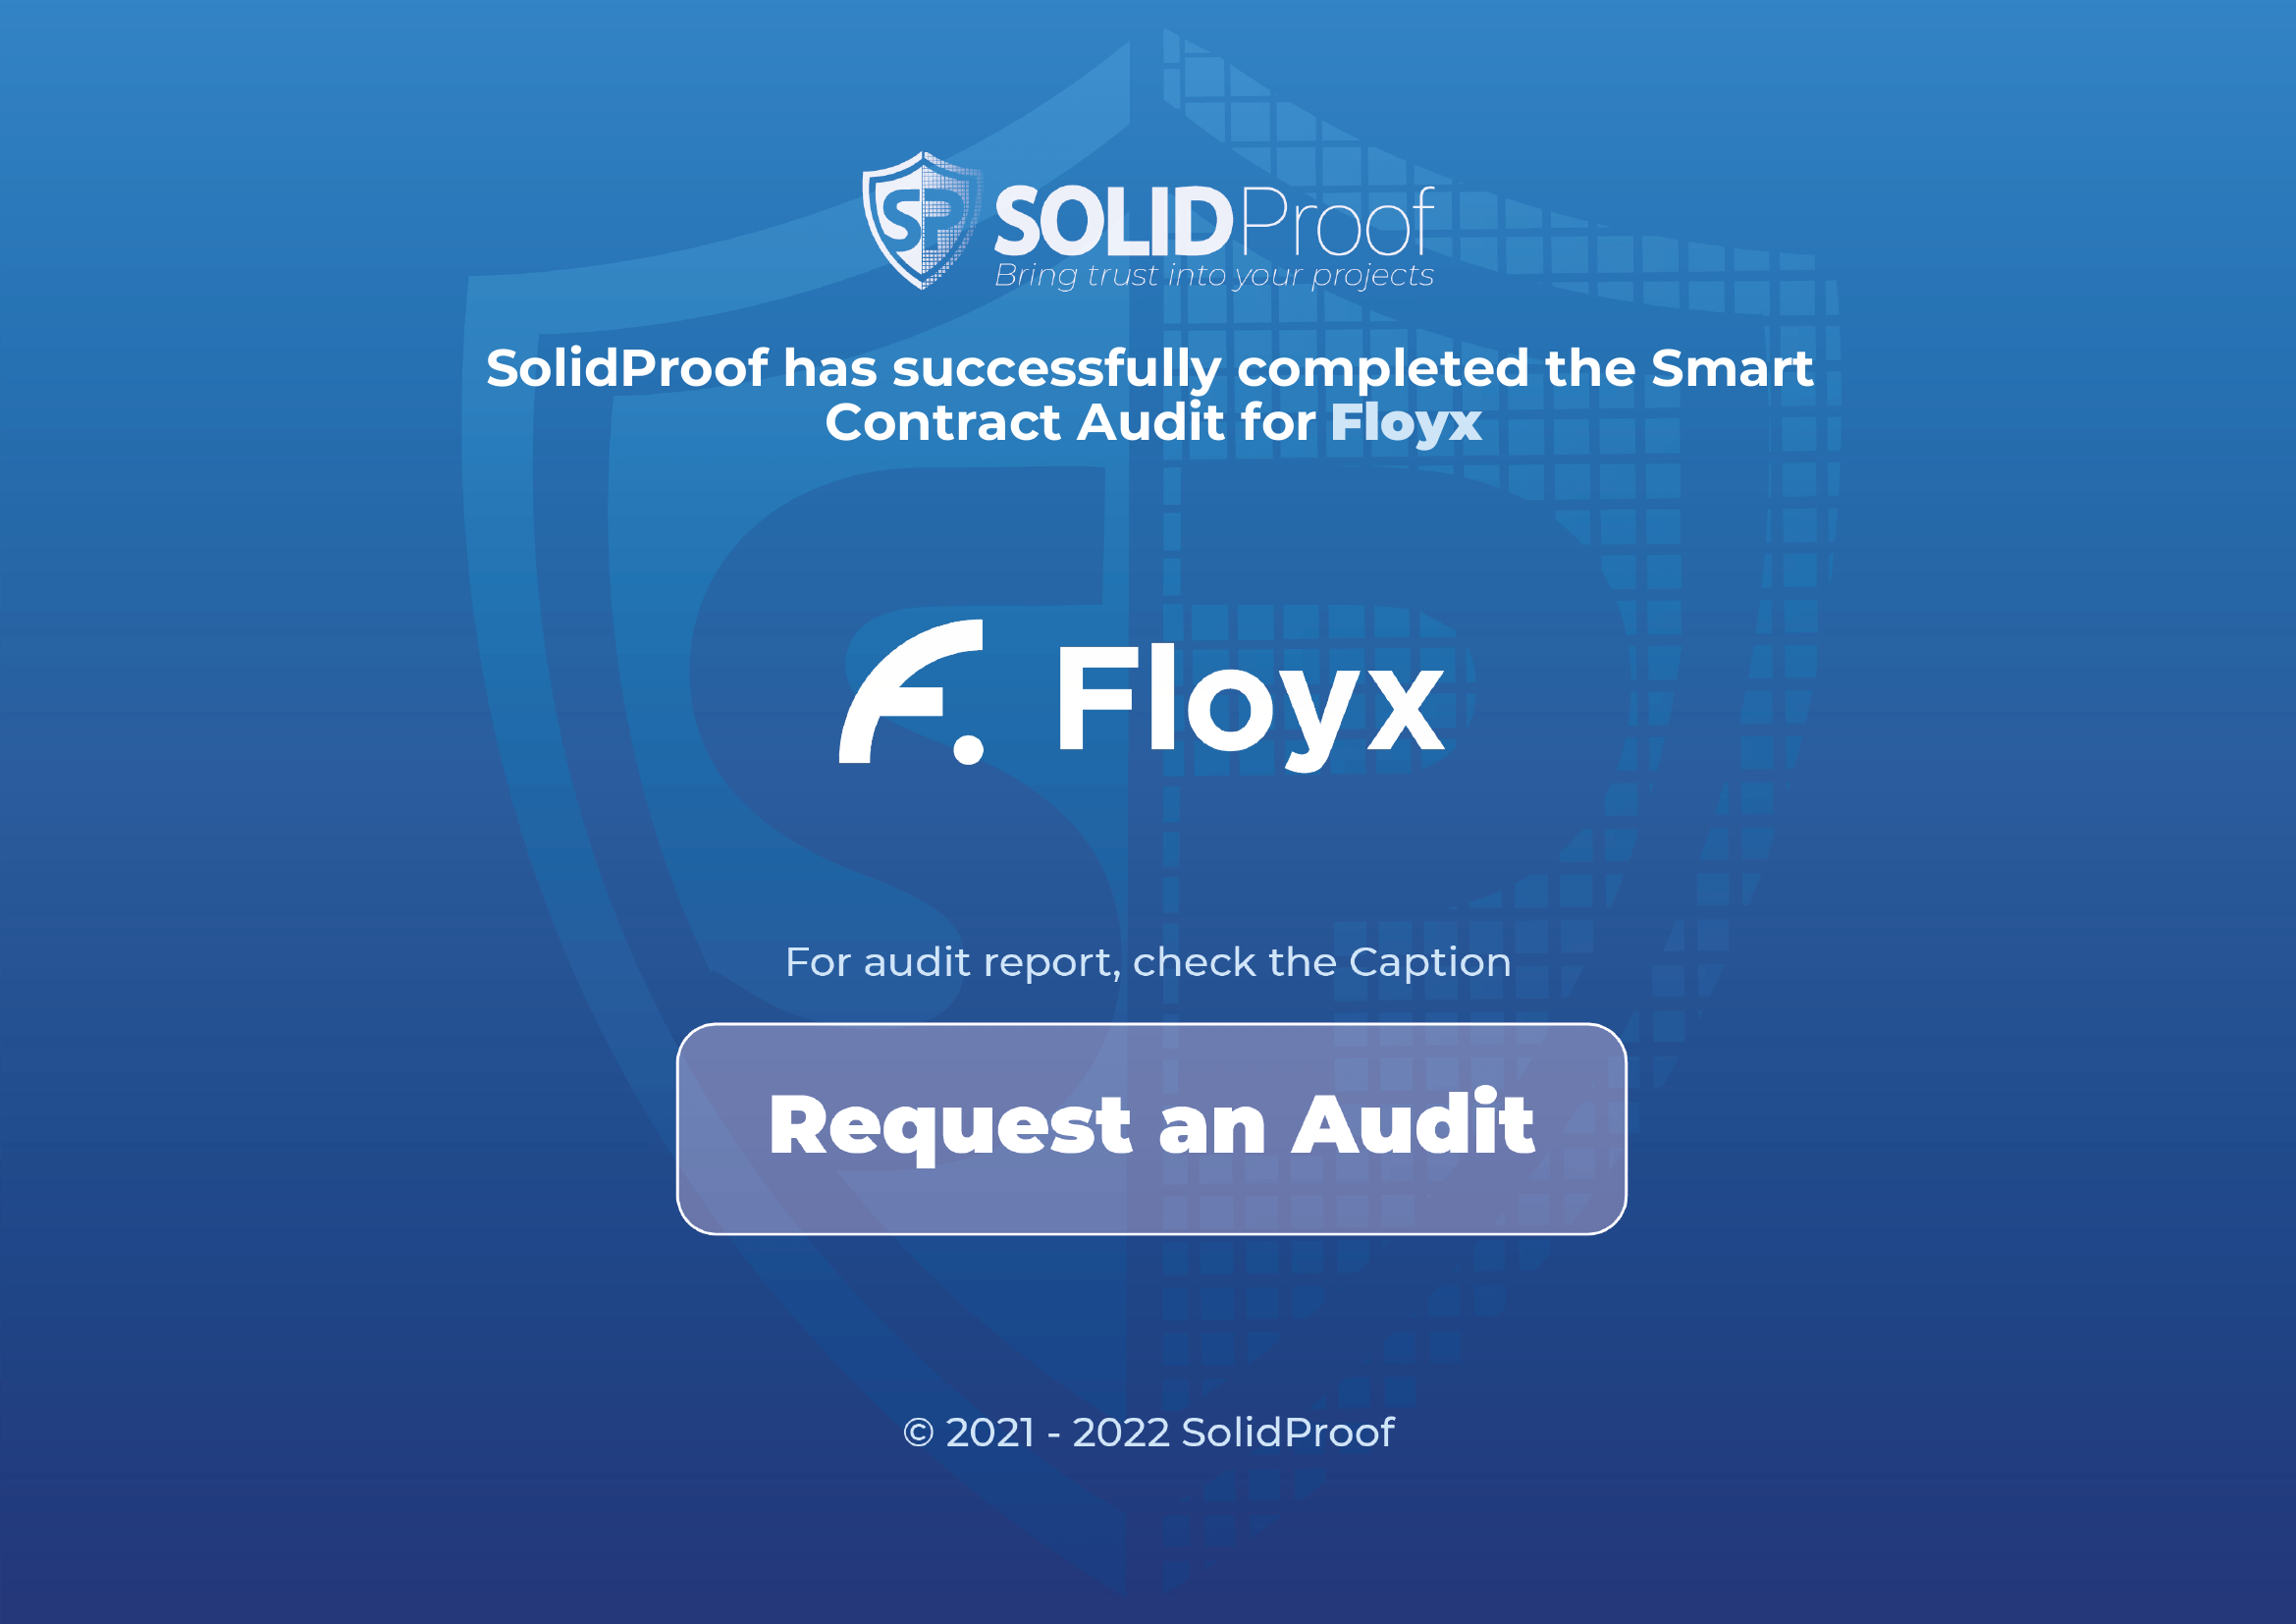 SP SOLIDProof
Bring trust into your projects
SolidProof has successfully completed the Smart
Contract Audit for Floyx
F. Floyx
For audit report, check the Caption
Request an Audit
© 2021 - 2022 SolidProof